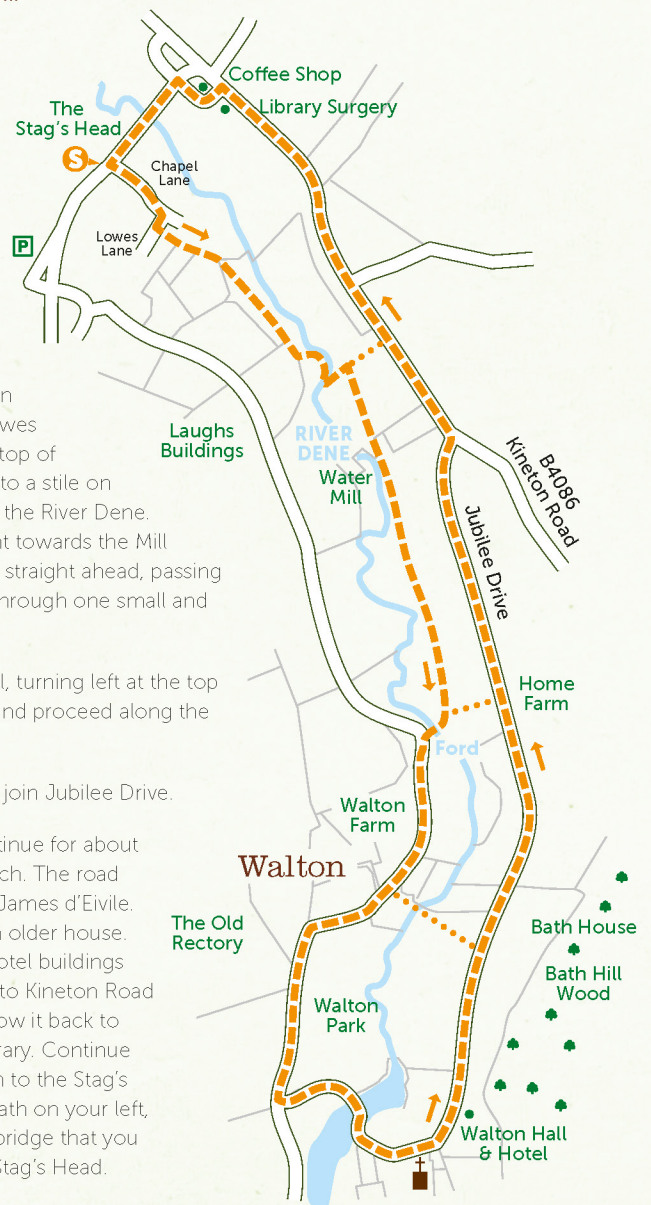 Coffee Shop
Library Surgery
The
Stag's Head
S
Chapel
Lane
P
Lowes
Lane
Laughs
Buildings
RIVER
DENE
Water
Mill
B4086
Kineton Road
Jubilee Drive
Home
Farm
Ford
Walton
Farm
Walton
The Old
Rectory
Bath House
Bath Hill
Wood
Walton
Park
Walton Hall
& Hotel
n
wes
top of
to a stile on
the River Dene.
t towards the Mill
straight ahead, passing
hrough one small and
l, turning left at the top
nd proceed along the
join Jubilee Drive.
tinue for about
ch. The road
James d'Eivile.
n older house.
otel buildings
to Kineton Road
ow it back to
rary. Continue
n to the Stag's
ath on your left,
bridge that you
Stag's Head.